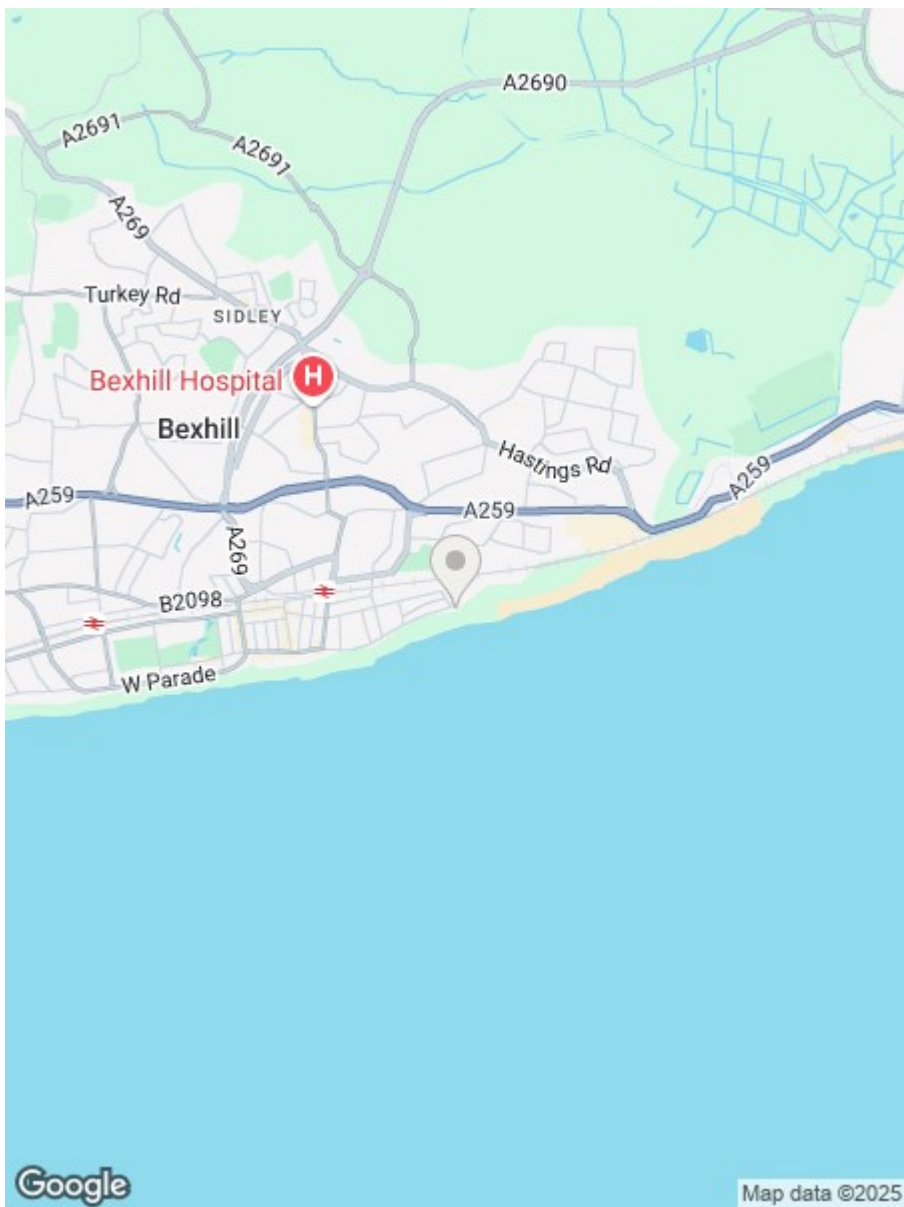 A2690
A2691
A2691
A269
Turkey Rd
SIDLEY
Bexhill Hospital
H
Bexhill
Hastings Rd
A259
A259
A259
A269
B2098
W Parade
Google
Map data ©2025